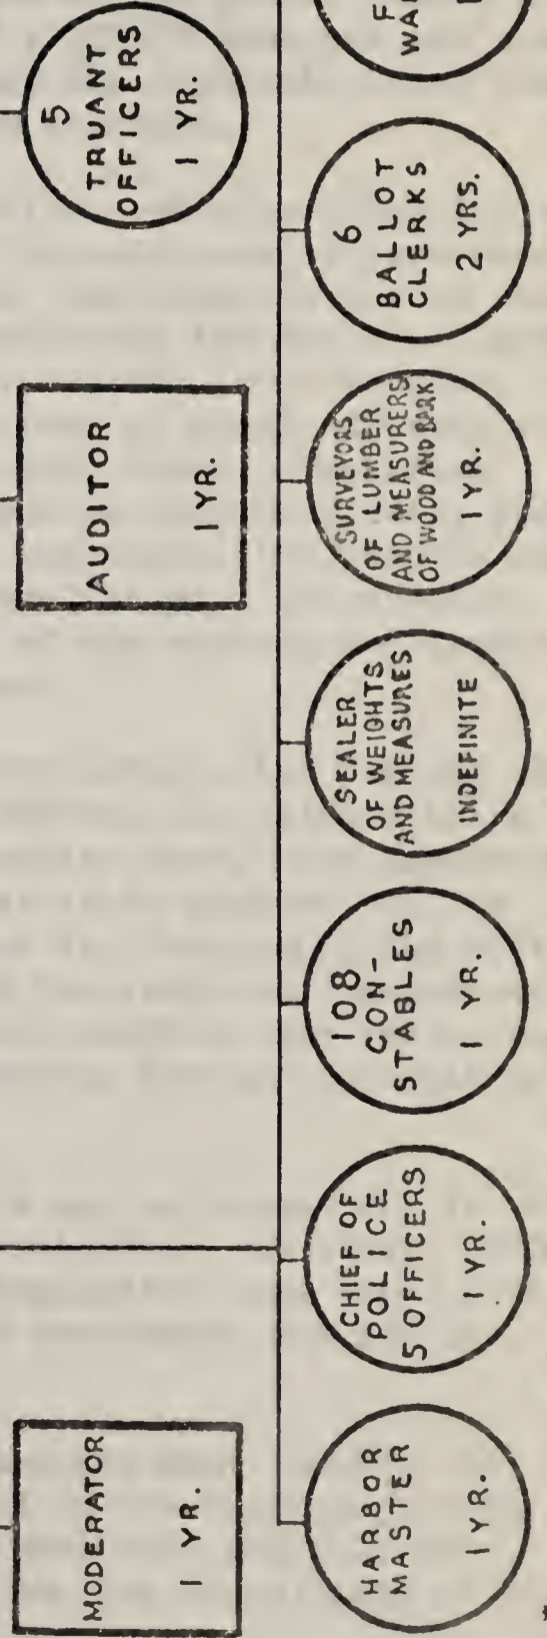 MODERATOR
1 YR.
AUDITOR
1 YR.
5
TRUANT
OFFICERS
1 YR.
HARBOR
MASTER
1 YR.
CHIEF OF
POLICE
5 OFFICERS
1 YR.
108
CON-
STABLES
1 YR.
SEALER
OF WEIGHTS
AND MEASURES
INDEFINITE
SURVEYORS
OF LUMBER
AND MEASURERS
OF WOOD AND BARK
1 YR.
6
BALLOT
CLERKS
2 YRS.